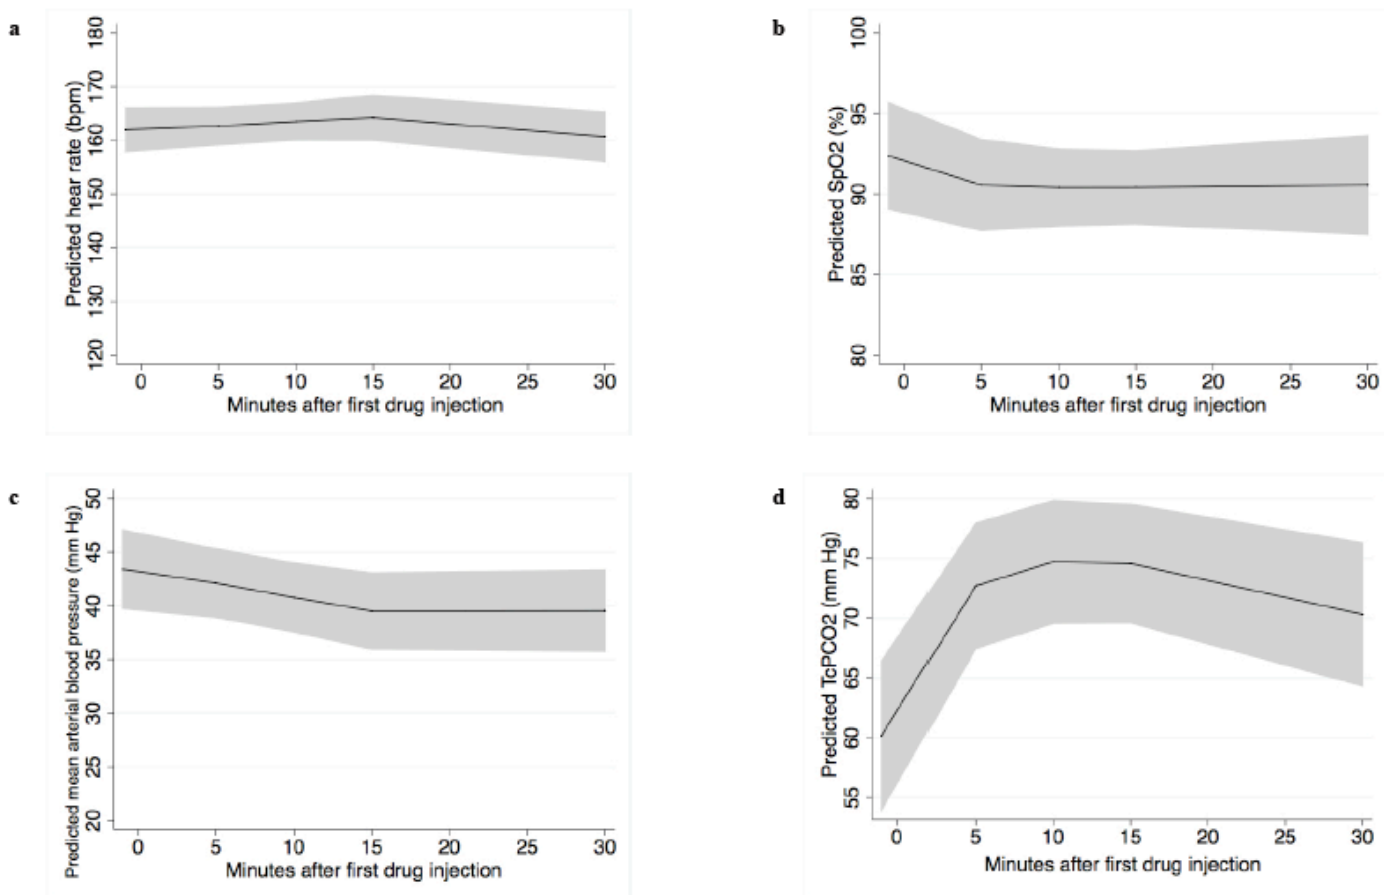 a
Predicted hear rate (bpm)
180
170
160
150
140
130
120
0 5 10 15 20 25 30
Minutes after first drug injection
b
Predicted SpO2 (%)
100
95
90
85
80
0 5 10 15 20 25 30
Minutes after first drug injection
c
Predicted mean arterial blood pressure (mm Hg)
50
45
40
35
30
25
20
0 5 10 15 20 25 30
Minutes after first drug injection
d
Predicted TcPCO2 (mm Hg)
80
75
70
65
60
55
0 5 10 15 20 25 30
Minutes after first drug injection